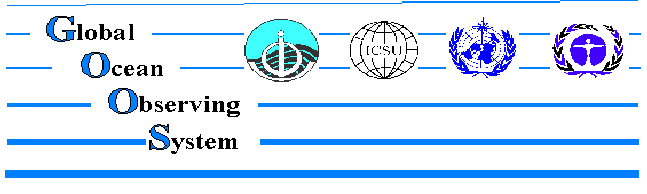 Global
Ocean
Observing
System
ICSU